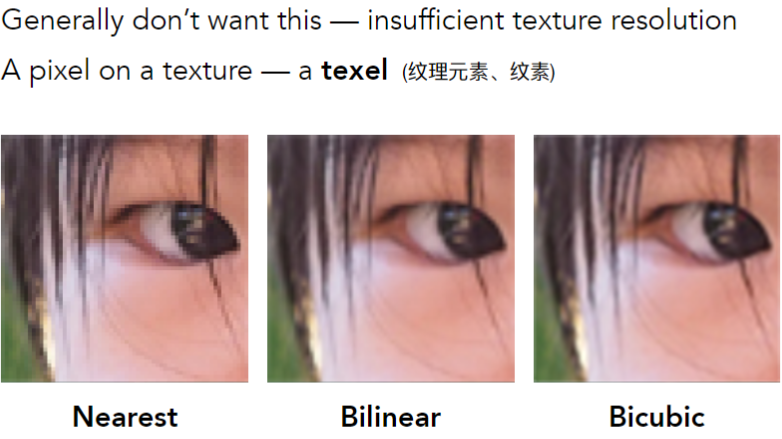 Generally don’t want this — insufficient texture resolution
A pixel on a texture — a texel (纹理元素、纹素)
Nearest
Bilinear
Bicubic